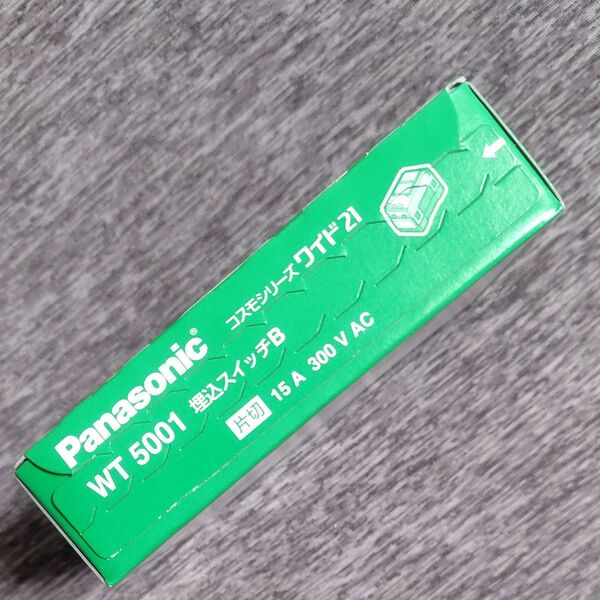 Panasonic® コスモシリーズ ワイド21
WT 5001 埋込スイッチB
片切 15 A 300 V AC